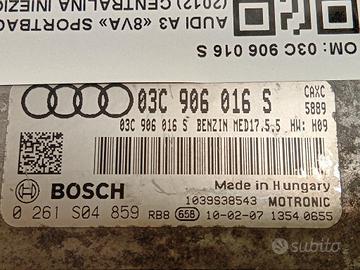 OM: 03C 906 016 S
(2012) CENTRALINA INIEZIO
AUDI A3 «8VA» SPORTBAC
03C 906 016 S
CAXC
5889
03C 906 016 S BENZIN MED17.5.5 HW: H09
BOSCH
Made in Hungary
1039S38543 MOTRONIC
0 261 S04 859 RBB 658 10-02-07 1354 0655
subito